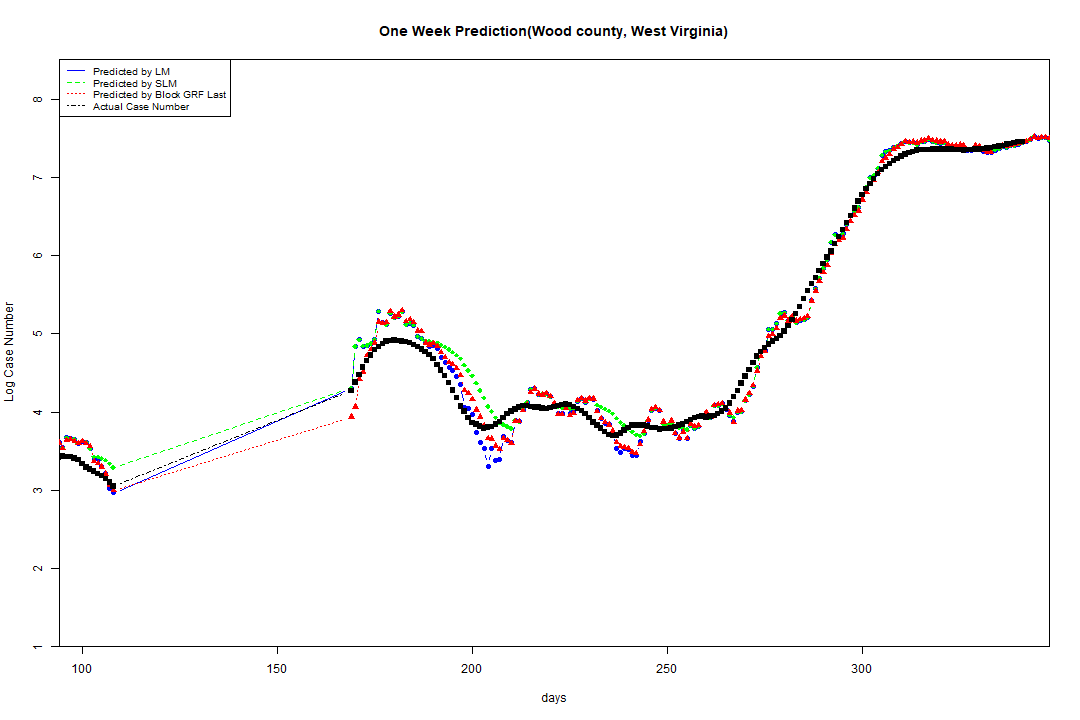 One Week Prediction(Wood county, West Virginia)
Predicted by LM
Predicted by SLM
Predicted by Block GRF Last
Actual Case Number
Log Case Number
8
7
6
5
4
3
2
1
100 150 200 250 300
days